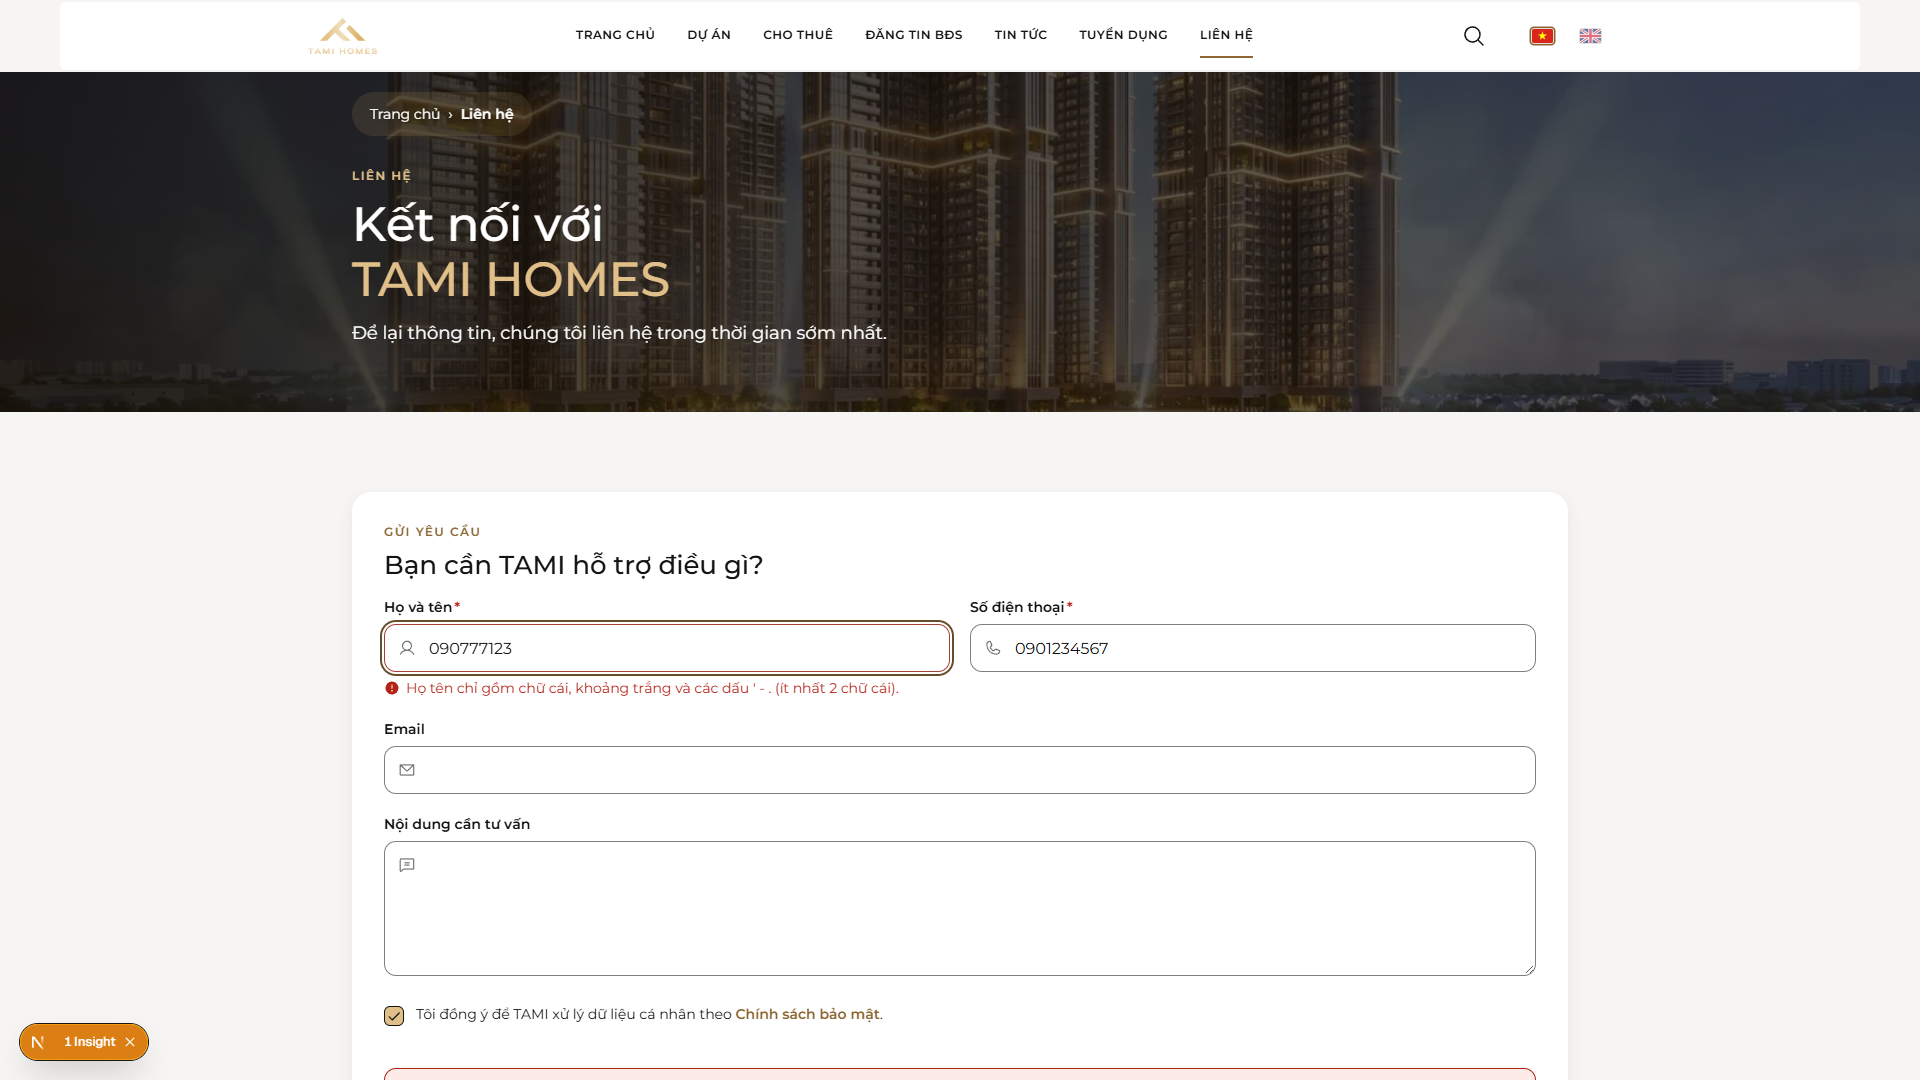 TAMI HOMES
TRANG CHỦ
DỰ ÁN
CHO THUÊ
ĐĂNG TIN BĐS
TIN TỨC
TUYỂN DỤNG
LIÊN HỆ
Trang chủ › Liên hệ
LIÊN HỆ
Kết nối với
TAMI HOMES
Để lại thông tin, chúng tôi liên hệ trong thời gian sớm nhất.
GỬI YÊU CẦU
Bạn cần TAMI hỗ trợ điều gì?
Họ và tên*
Số điện thoại*
090777123
0901234567
Họ tên chỉ gồm chữ cái, khoảng trắng và các dấu ' - . (ít nhất 2 chữ cái).
Email
Nội dung cần tư vấn
Tôi đồng ý để TAMI xử lý dữ liệu cá nhân theo Chính sách bảo mật.
N 1 Insight